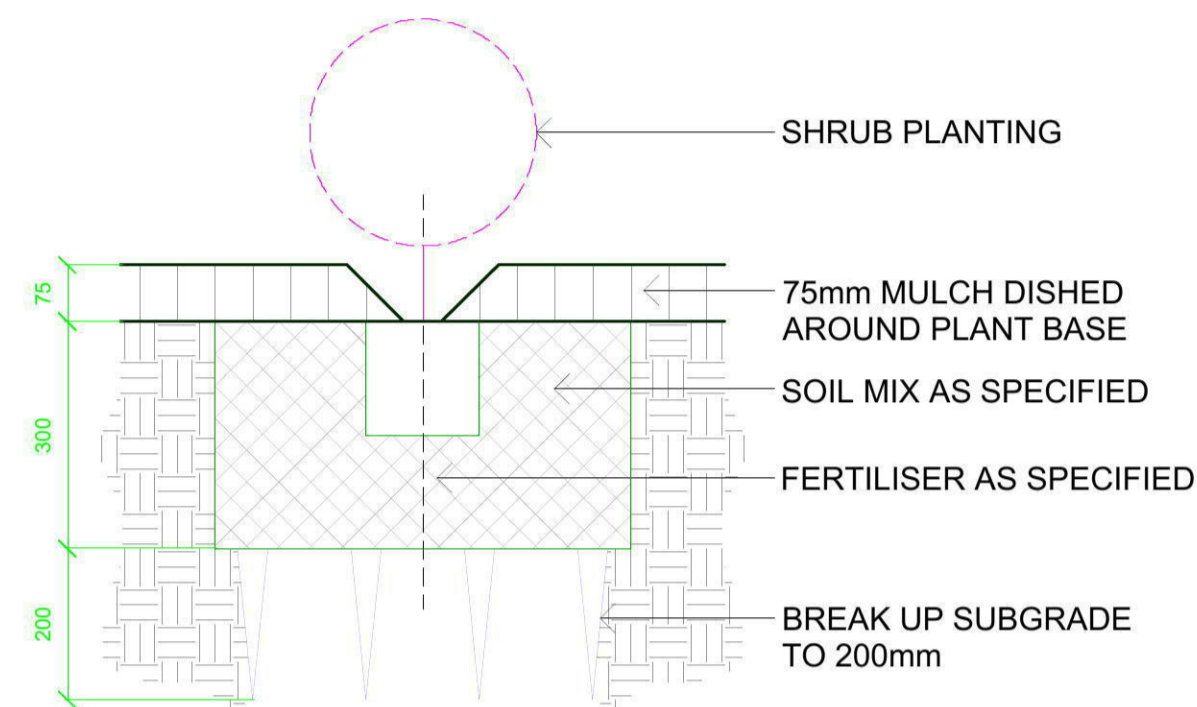 SHRUB PLANTING
75
75mm MULCH DISHED
AROUND PLANT BASE
300
SOIL MIX AS SPECIFIED
FERTILISER AS SPECIFIED
200
BREAK UP SUBGRADE
TO 200mm